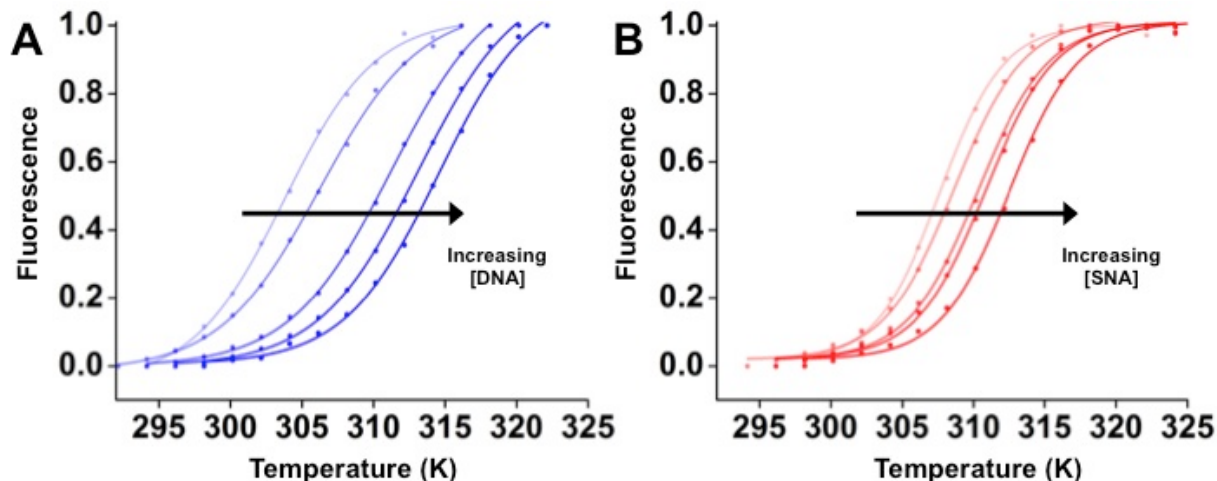 A
Fluorescence
1.0
0.8
0.6
0.4
0.2
0.0
Increasing
[DNA]
295 300 305 310 315 320 325
Temperature (K)
B
Fluorescence
1.0
0.8
0.6
0.4
0.2
0.0
Increasing
[SNA]
295 300 305 310 315 320 325
Temperature (K)